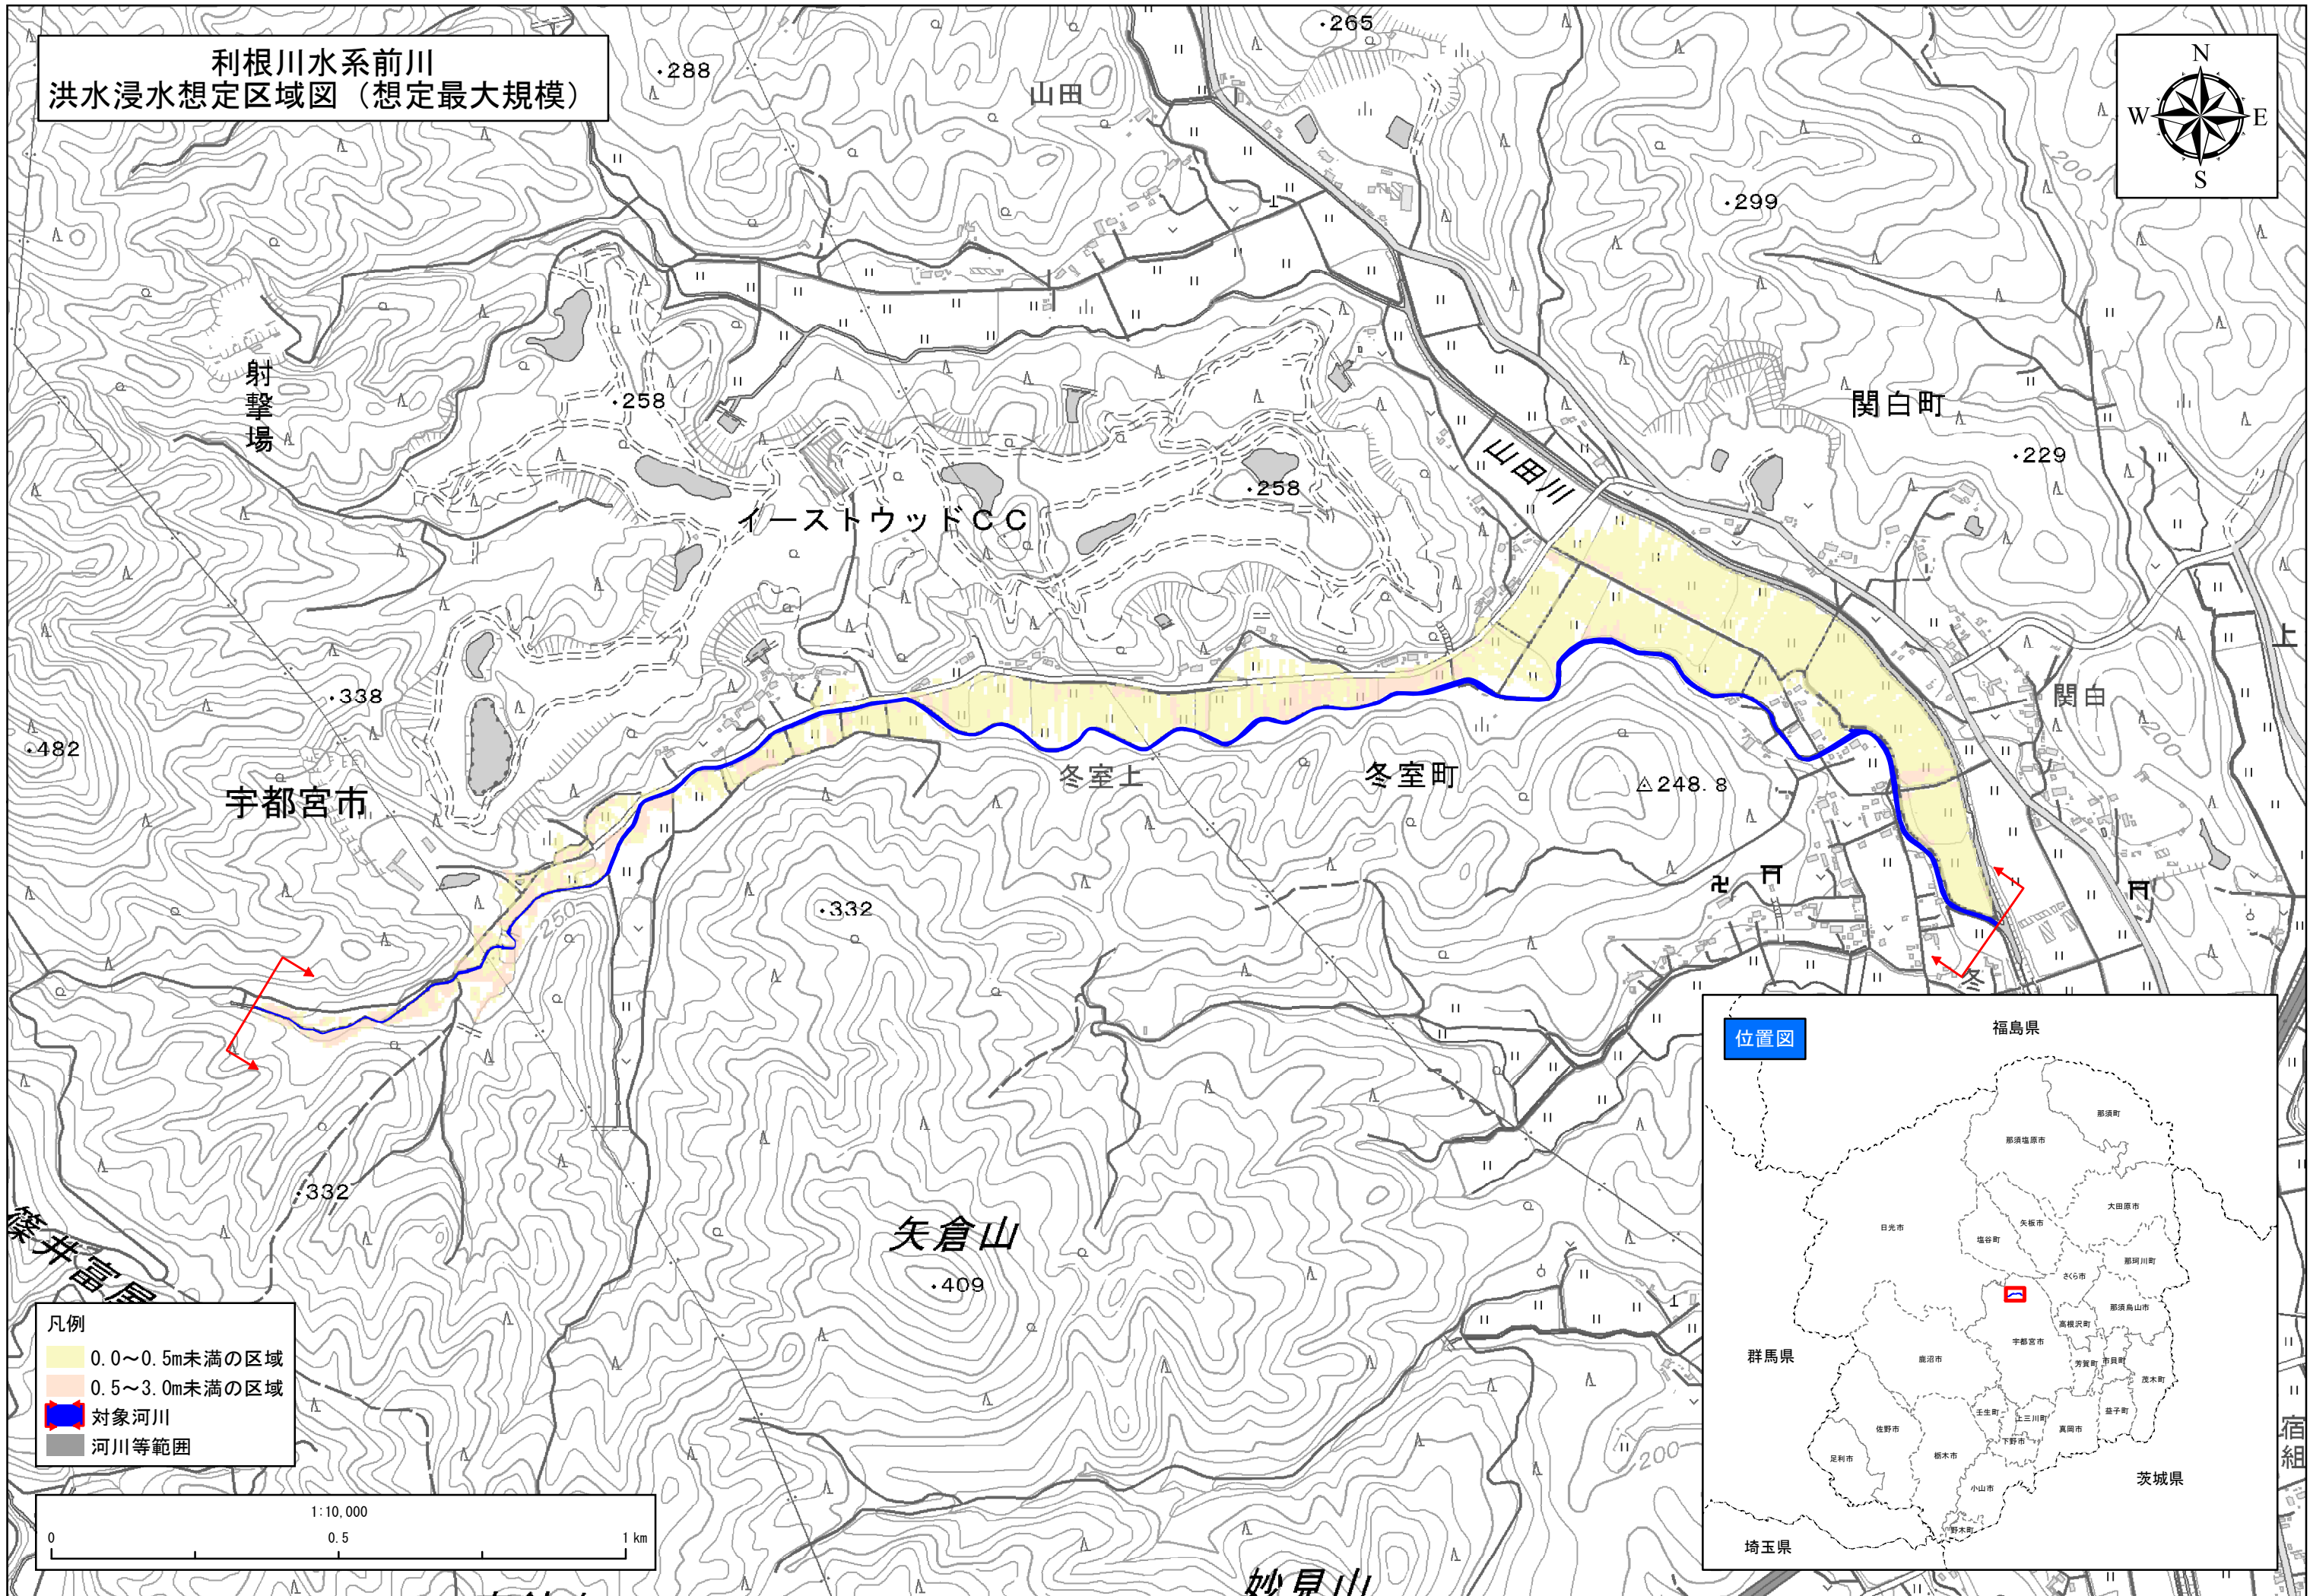 利根川水系前川
洪水浸水想定区域図（想定最大規模）
N
W
E
S
265
288
山田
299
射撃場
258
関白町
229
山田川
258
イーストウッドＣＣ
上
338
関白
200
200
482
冬室上
冬室町
248.8
宇都宮市
332
250
冬
332
矢倉山
409
篠井富屋
200
宿組
妙見山
凡例
0.0～0.5m未満の区域
0.5～3.0m未満の区域
対象河川
河川等範囲
1:10,000
0
0.5
1 km
位置図
福島県
那須町
那須塩原市
大田原市
日光市
矢板市
塩谷町
那珂川町
さくら市
那須烏山市
高根沢町
宇都宮市
群馬県
鹿沼市
芳賀町
市貝町
茂木町
壬生町
上三川町
益子町
真岡市
佐野市
下野市
足利市
栃木市
茨城県
小山市
野木町
埼玉県